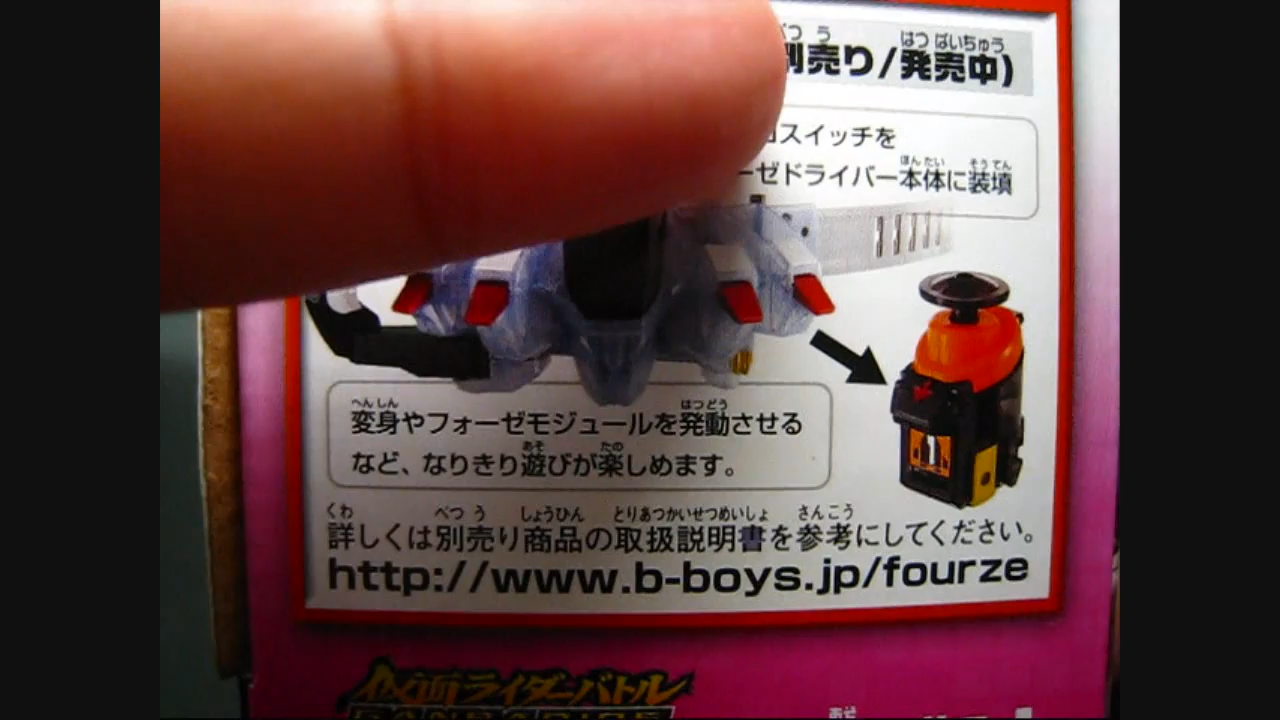 別売り/発売中)
スイッチを
ーゼドライバー本体に装填
変身やフォーゼモジュールを発動させる
など、なりきり遊びが楽しめます。
詳しくは別売り商品の取扱説明書を参考にしてください。
http://www.b-boys.jp/fourze
仮面ライダーバトル